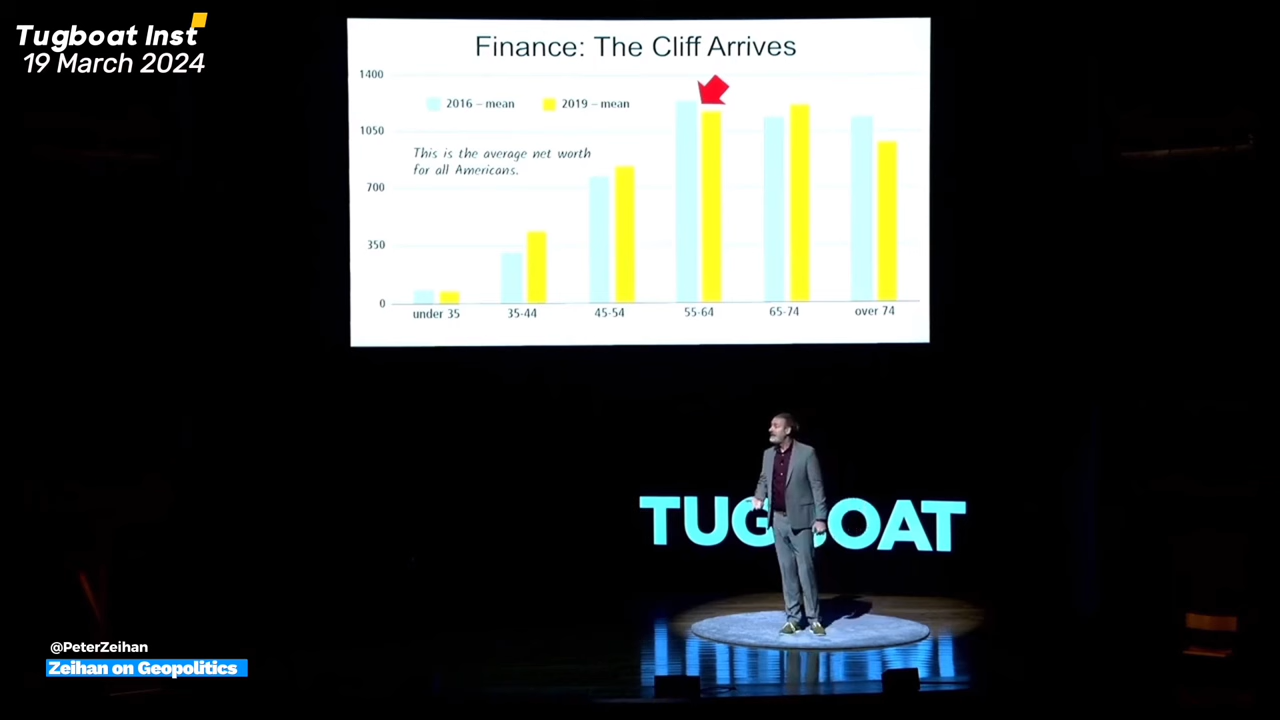 Tugboat Inst
19 March 2024
Finance: The Cliff Arrives
1400
2016 – mean
2019 – mean
1050
This is the average net worth
for all Americans.
700
350
0
under 35
35-44
45-54
55-64
65-74
over 74
TUGBOAT
@PeterZeihan
Zeihan on Geopolitics